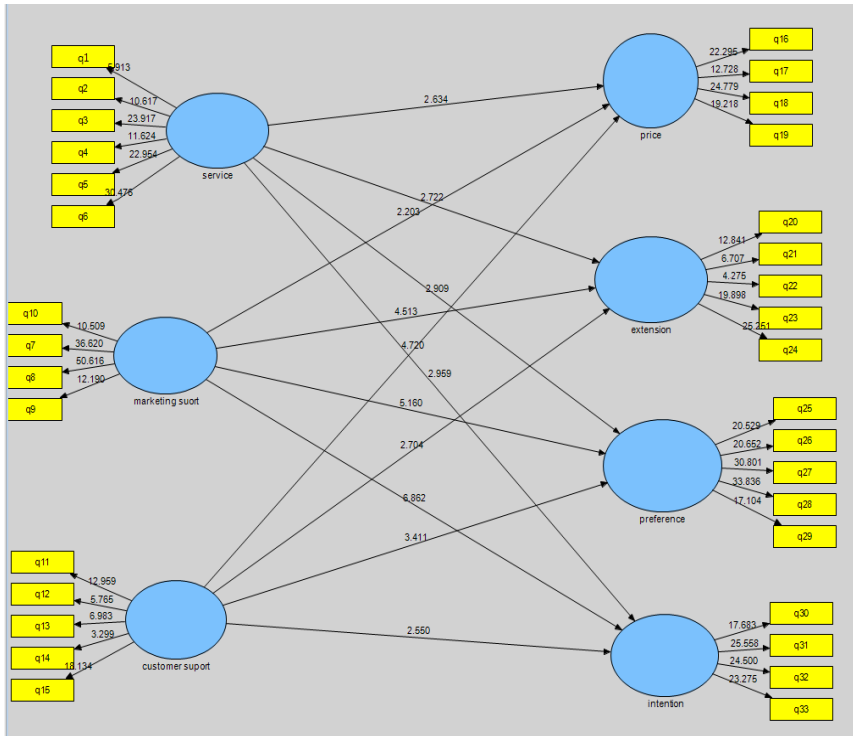 q1
q2
q3
q4
q5
q6
10.617
23.917
11.624
22.954
30.476
service
q10
q7
q8
q9
10.509
36.620
50.616
12.190
marketing suort
q11
q12
q13
q14
q15
12.959
5.765
6.983
3.299
18.134
customer suport
2.634
2.722
2.203
2.909
4.513
4.720
2.959
5.160
2.704
6.862
3.411
2.550
price
22.295
12.728
24.779
19.218
q16
q17
q18
q19
extension
12.841
6.707
4.275
19.898
25.251
q20
q21
q22
q23
q24
preference
20.529
20.652
30.801
33.836
17.104
q25
q26
q27
q28
q29
intention
17.683
25.558
24.500
23.275
q30
q31
q32
q33